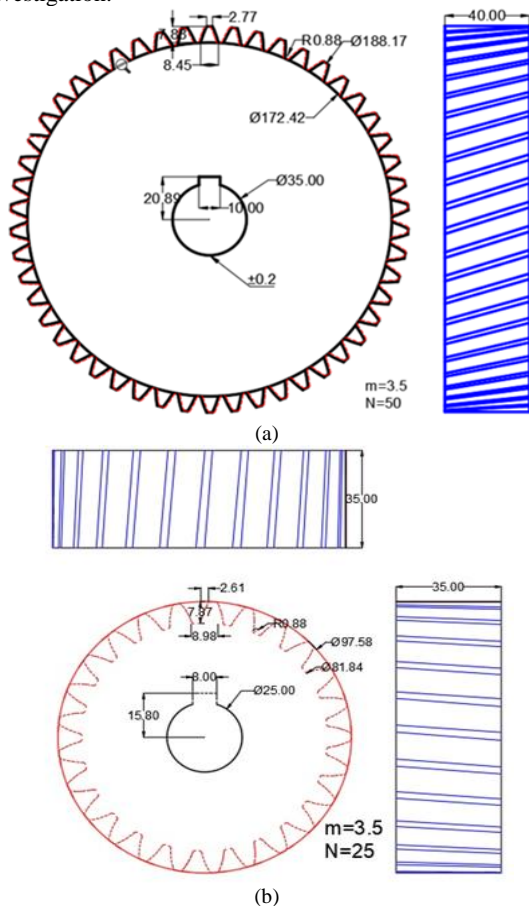 vestigation.
2.77
40.00
7.88
R0.88
Ø188.17
8.45
Ø172.42
20.89
Ø35.00
10.00
±0.2
m=3.5
N=50
(a)
35.00
35.00
2.61
7.87
R0.88
8.98
Ø97.58
Ø81.84
8.00
Ø25.00
15.80
m=3.5
N=25
(b)